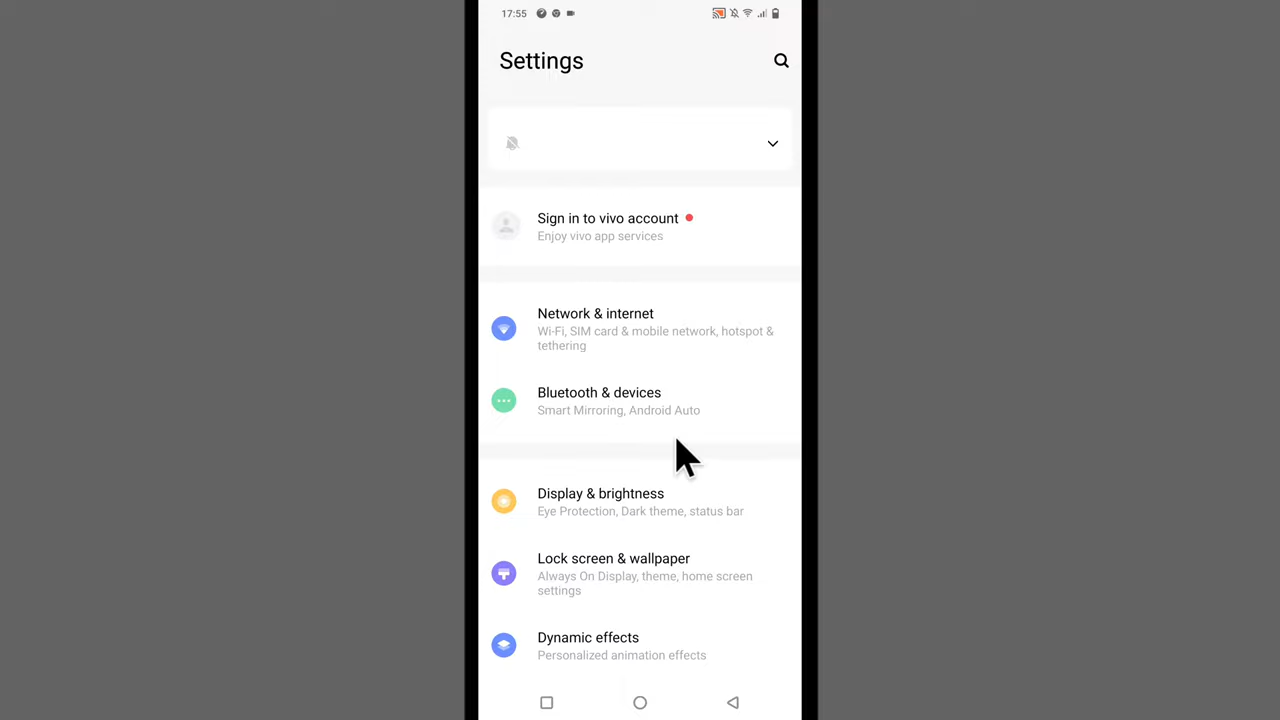 17:55
Settings
Sign in to vivo account
Enjoy vivo app services
Network & internet
Wi-Fi, SIM card & mobile network, hotspot &
tethering
Bluetooth & devices
Smart Mirroring, Android Auto
Display & brightness
Eye Protection, Dark theme, status bar
Lock screen & wallpaper
Always On Display, theme, home screen
settings
Dynamic effects
Personalized animation effects